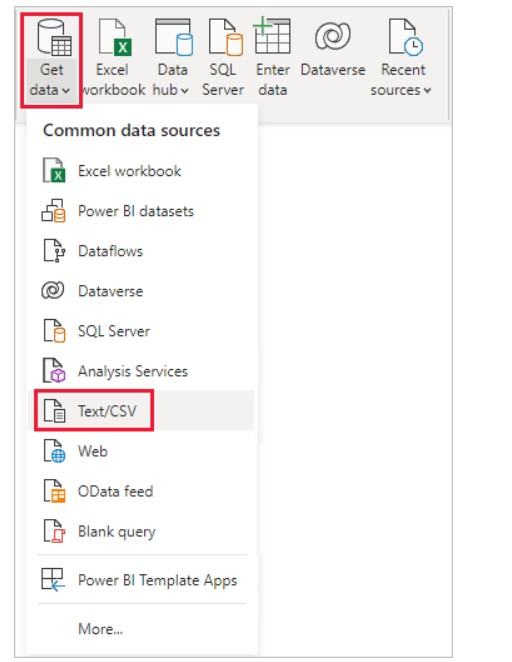 Get data
Excel workbook
Data hub
SQL Server
Enter data
Dataverse
Recent sources
Common data sources
Excel workbook
Power BI datasets
Dataflows
Dataverse
SQL Server
Analysis Services
Text/CSV
Web
OData feed
Blank query
Power BI Template Apps
More...